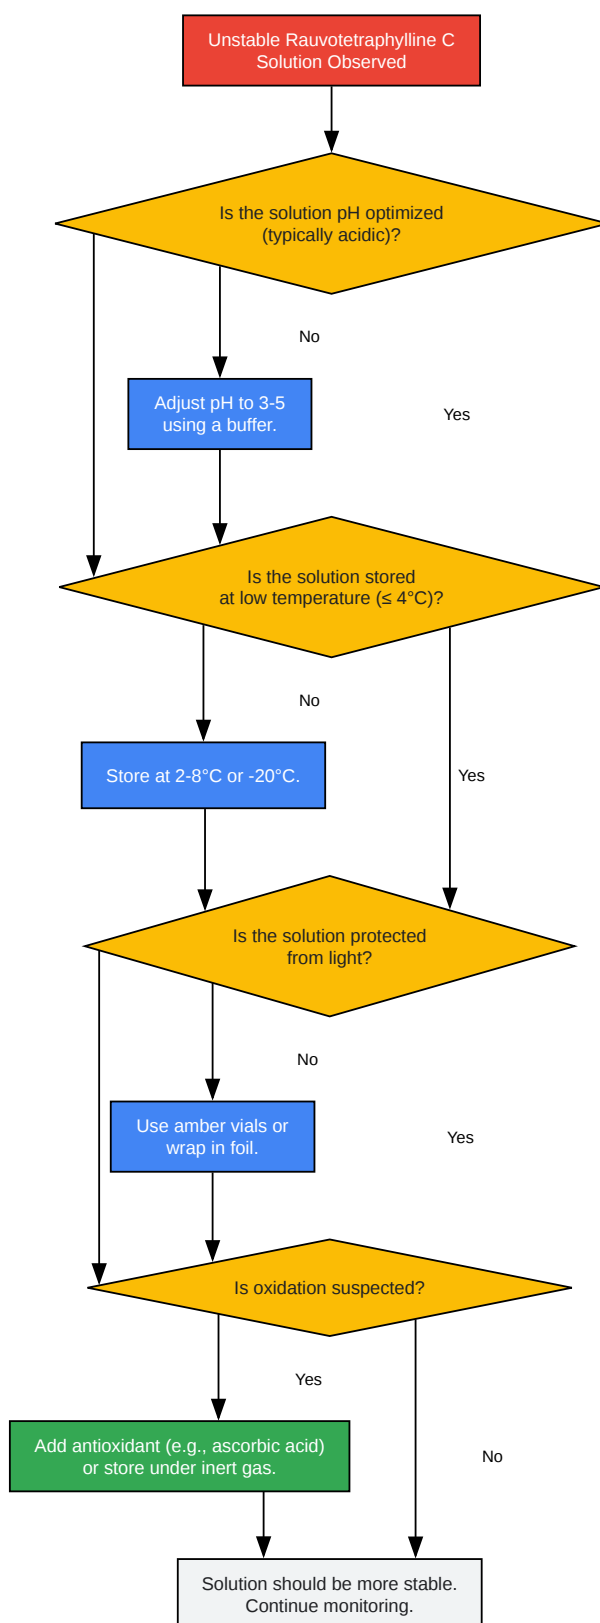 Unstable Rauvotetraphylline C
Solution Observed
Is the solution pH optimized
(typically acidic)?
No
Adjust pH to 3-5
using a buffer.
Yes
Is the solution stored
at low temperature (≤ 4°C)?
No
Store at 2-8°C or -20°C.
Yes
Is the solution protected
from light?
No
Use amber vials or
wrap in foil.
Yes
Is oxidation suspected?
Yes
Add antioxidant (e.g., ascorbic acid)
or store under inert gas.
No
Solution should be more stable.
Continue monitoring.